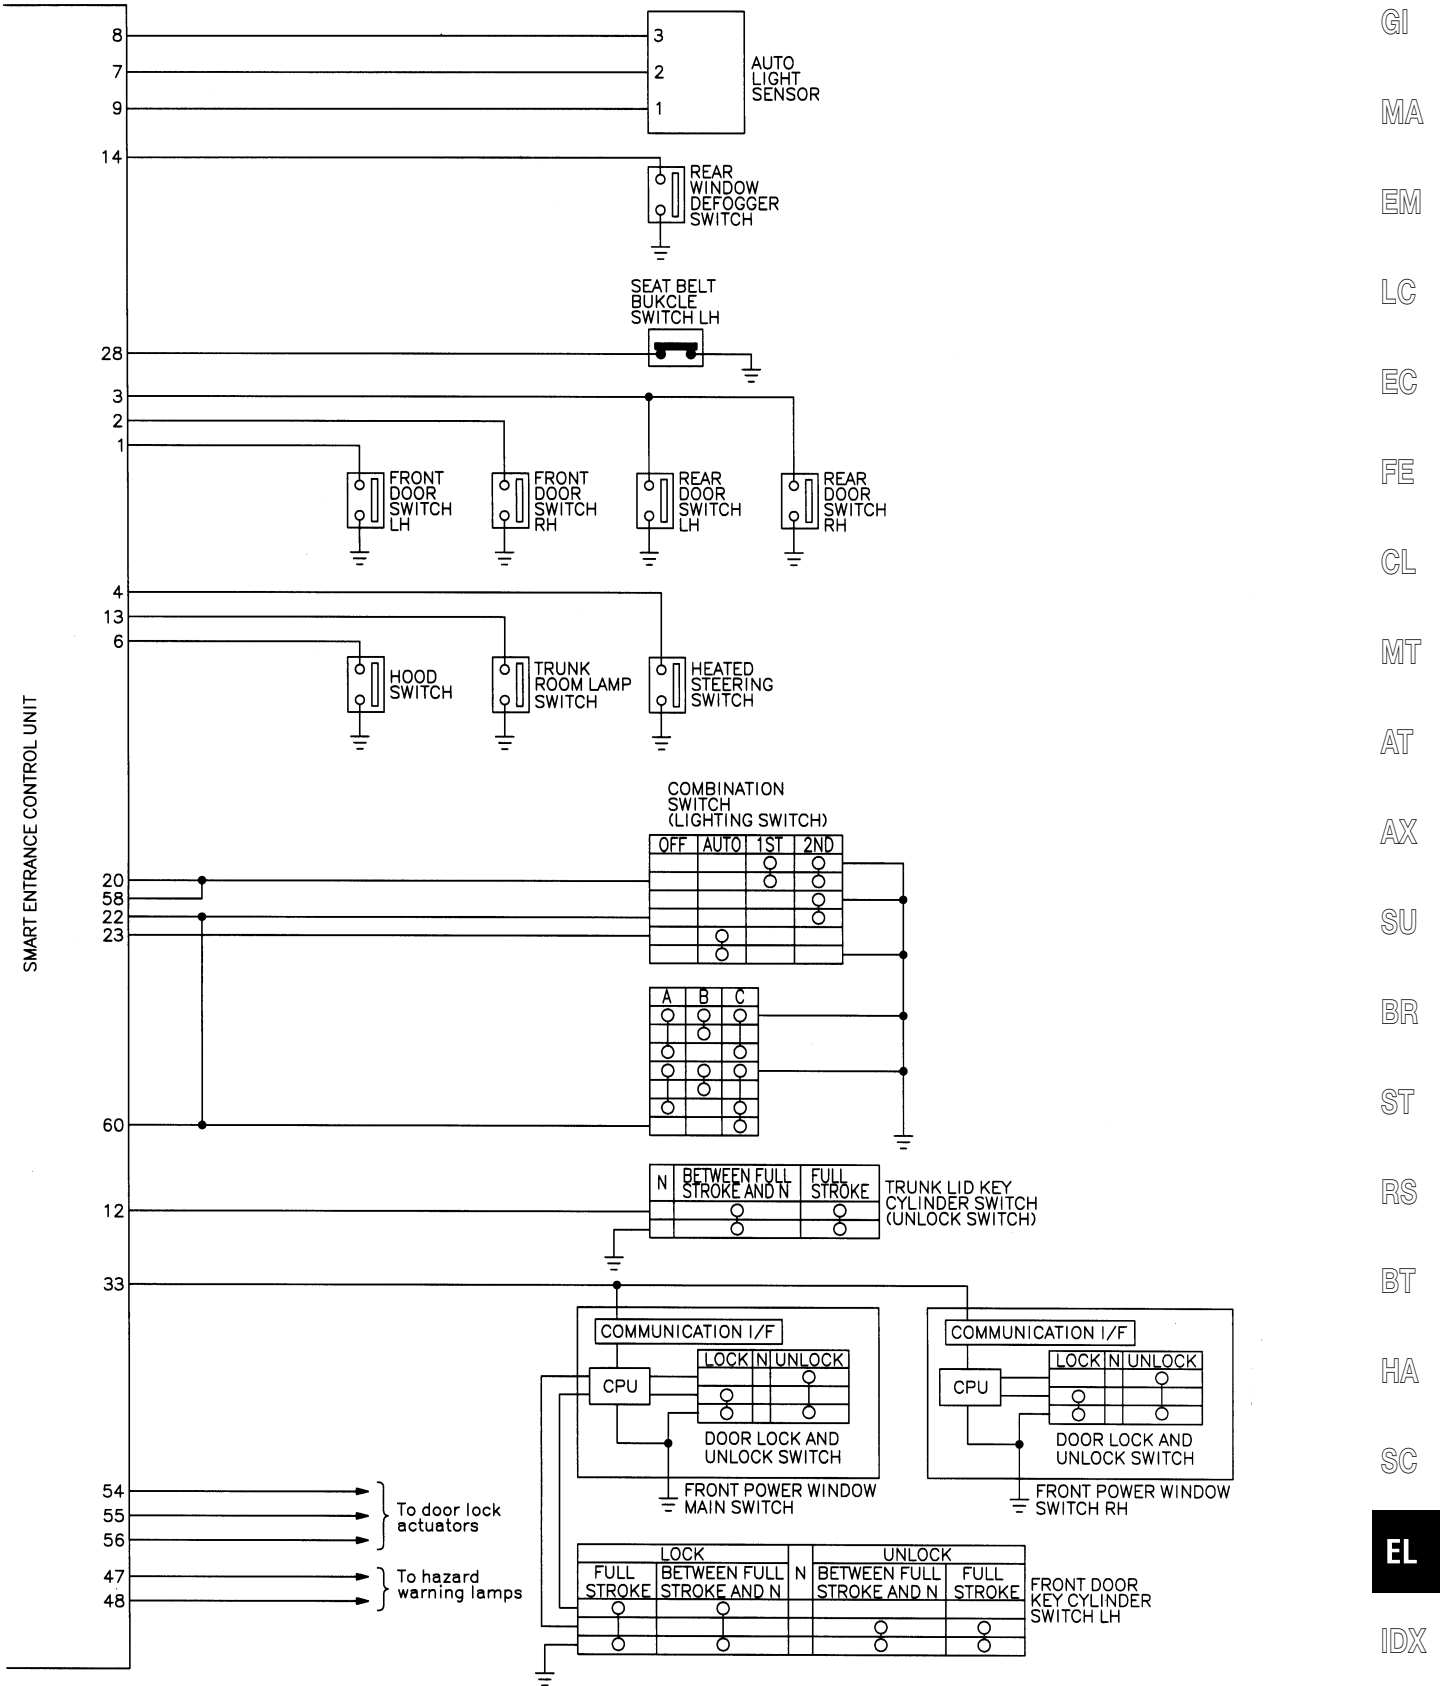 8
3
7
2
9
1
AUTO
LIGHT
SENSOR
14
REAR
WINDOW
DEFOGGER
SWITCH
SEAT BELT
BUKCLE
SWITCH LH
28
3
2
1
FRONT
DOOR
SWITCH
LH
FRONT
DOOR
SWITCH
RH
REAR
DOOR
SWITCH
LH
REAR
DOOR
SWITCH
RH
4
13
6
HOOD
SWITCH
TRUNK
ROOM LAMP
SWITCH
HEATED
STEERING
SWITCH
SMART ENTRANCE CONTROL UNIT
COMBINATION
SWITCH
(LIGHTING SWITCH)
OFF AUTO 1ST 2ND
20
58
22
23
A B C
60
N
BETWEEN FULL
STROKE AND N
FULL
STROKE
TRUNK LID KEY
CYLINDER SWITCH
(UNLOCK SWITCH)
12
33
COMMUNICATION I/F
CPU
LOCK N UNLOCK
DOOR LOCK AND
UNLOCK SWITCH
FRONT POWER WINDOW
MAIN SWITCH
COMMUNICATION I/F
CPU
LOCK N UNLOCK
DOOR LOCK AND
UNLOCK SWITCH
FRONT POWER WINDOW
SWITCH RH
54
55
56
To door lock
actuators
47
48
To hazard
warning lamps
LOCK
FULL
STROKE
BETWEEN FULL
STROKE AND N
N
UNLOCK
BETWEEN FULL
STROKE AND N
FULL
STROKE
FRONT DOOR
KEY CYLINDER
SWITCH LH
GI
MA
EM
LC
EC
FE
CL
MT
AT
AX
SU
BR
ST
RS
BT
HA
SC
EL
IDX